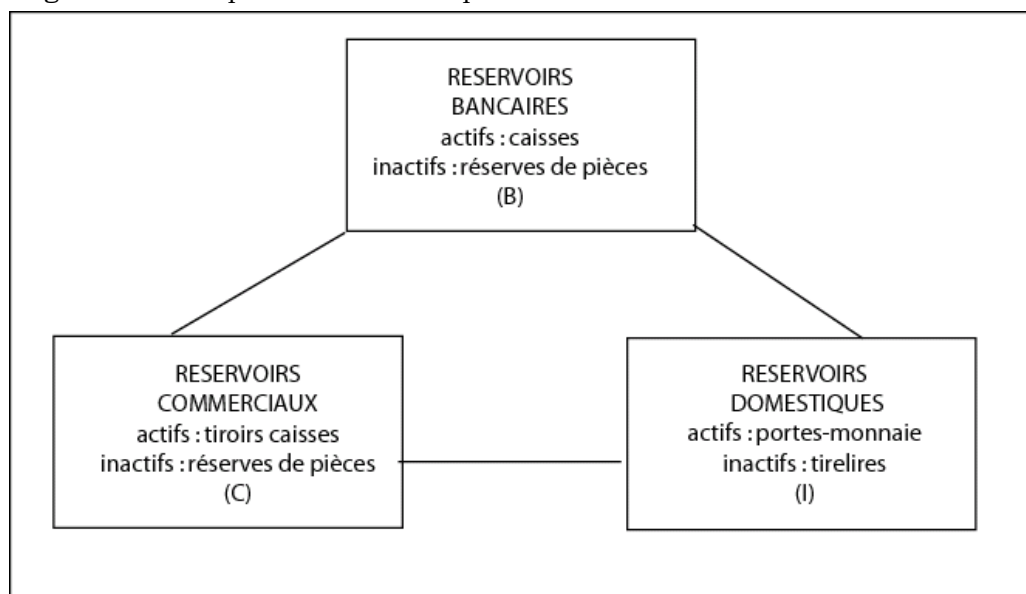 RESERVOIRS
BANCAIRES
actifs : caisses
inactifs : réserves de pièces
(B)
RESERVOIRS
COMMERCIAUX
actifs : tiroirs caisses
inactifs : réserves de pièces
(C)
RESERVOIRS
DOMESTIQUES
actifs : portes-monnaie
inactifs : tirelires
(I)